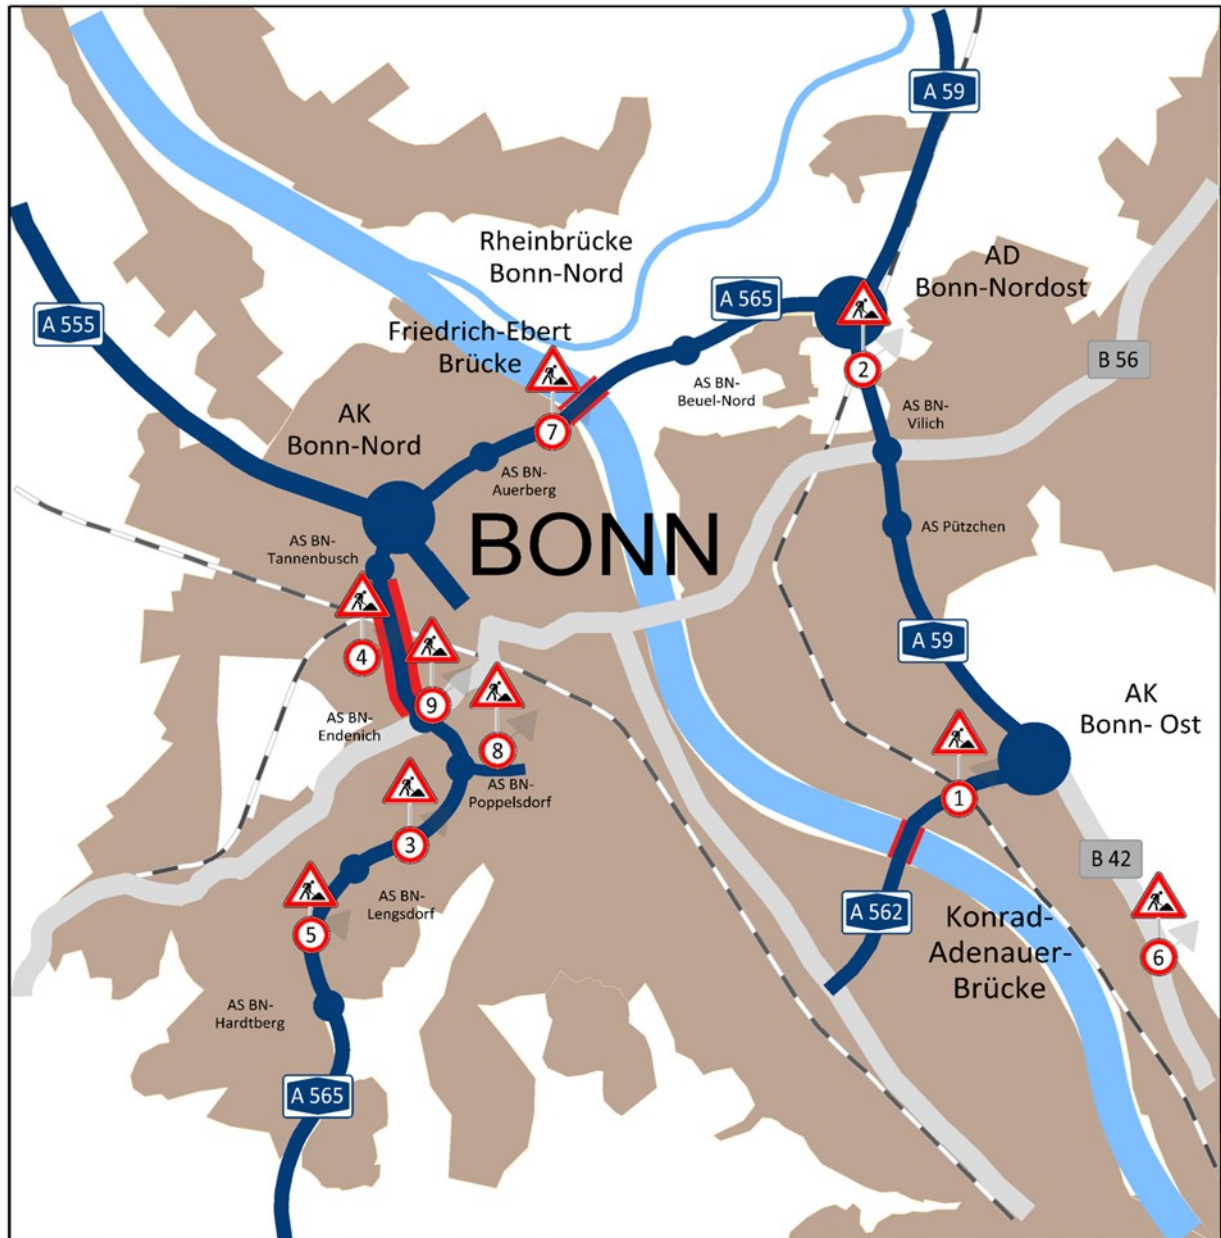 A 59
Rheinbrücke
Bonn-Nord
AD
Bonn-Nordost
A 565
A 555
Friedrich-Ebert
Brücke
B 56
2
AS BN-
Beuel-Nord
AS BN-
Vilich
AK
Bonn-Nord
7
AS BN-
Auerberg
AS Pützchen
AS BN-
Tannenbusch
BONN
A 59
4
9
AS BN-
Endenich
8
AS BN-
Poppelsdorf
AK
Bonn- Ost
1
3
B 42
AS BN-
Lengsdorf
5
A 562
Konrad-
Adenauer-
Brücke
6
AS BN-
Hardtberg
A 565